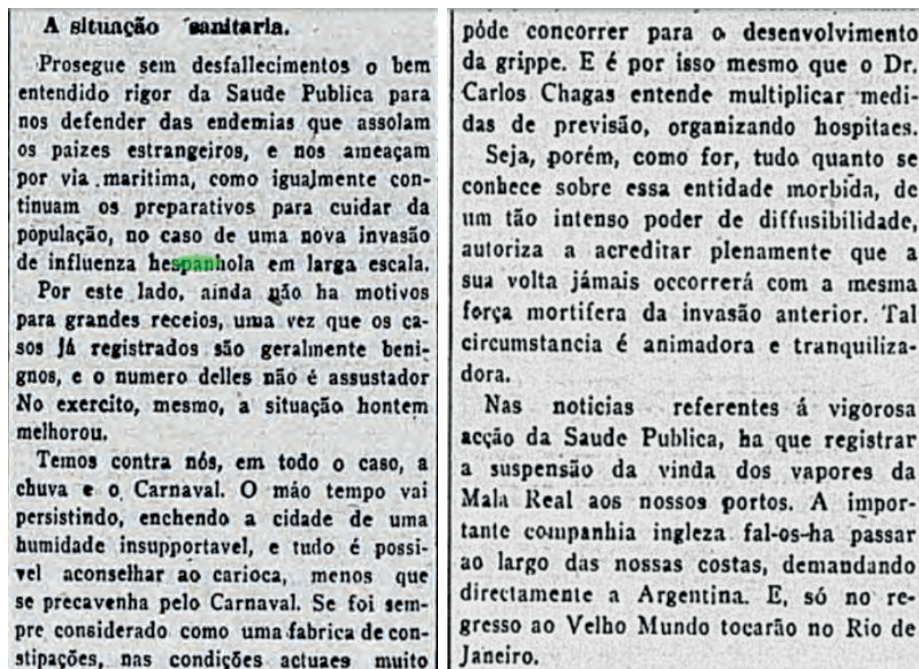 A situação sanitaria.
Prosegue sem desfallecimentos o bem
entendido rigor da Saude Publica para
nos defender das endemias que assolam
os paizes estrangeiros, e nos ameaçam
por via maritima, como igualmente con-
tinuam os preparativos para cuidar da
população, no caso de uma nova invasão
de influenza hespanhola em larga escala.
Por este lado, ainda não ha motivos
para grandes receios, uma vez que os ca-
sos já registrados são geralmente beni-
gnos, e o numero delles não é assustador
No exercito, mesmo, a situação hontem
melhorou.
Temos contra nós, em todo o caso, a
chuva e o Carnaval. O máo tempo vai
persistindo, enchendo a cidade de uma
humidade insupportavel, e tudo é possi-
vel aconselhar ao carioca, menos que
se precavenha pelo Carnaval. Se foi sem-
pre considerado como uma fabrica de con-
stipações, nas condições actuaes muito
póde concorrer para o desenvolvimento
da grippe. E é por isso mesmo que o Dr.
Carlos Chagas entende multiplicar medi-
das de previsão, organizando hospitaes.
Seja, porém, como for, tudo quanto se
conhece sobre essa entidade morbida, de
um tão intenso poder de diffusibilidade,
autoriza a acreditar plenamente que a
sua volta jámais occorrerá com a mesma
força mortifera da invasão anterior. Tal
circumstancia é animadora e tranquiliza-
dora.
Nas noticias referentes á vigorosa
acção da Saude Publica, ha que registrar
a suspensão da vinda dos vapores da
Mala Real aos nossos portos. A impor-
tante companhia ingleza fal-os-ha passar
ao largo das nossas costas, demandando
directamente a Argentina. E, só no re-
gresso ao Velho Mundo tocarão no Rio de
Janeiro.